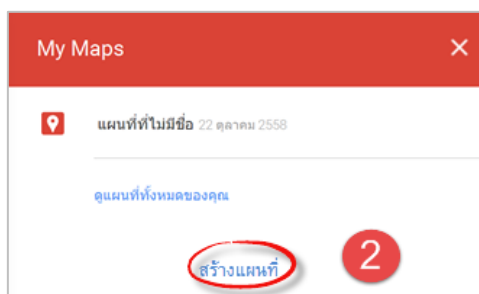 My Maps ×
แผนที่ที่ไม่มีชื่อ 22 ตุลาคม 2558
ดูแผนที่ทั้งหมดของคุณ
สร้างแผนที่ 2